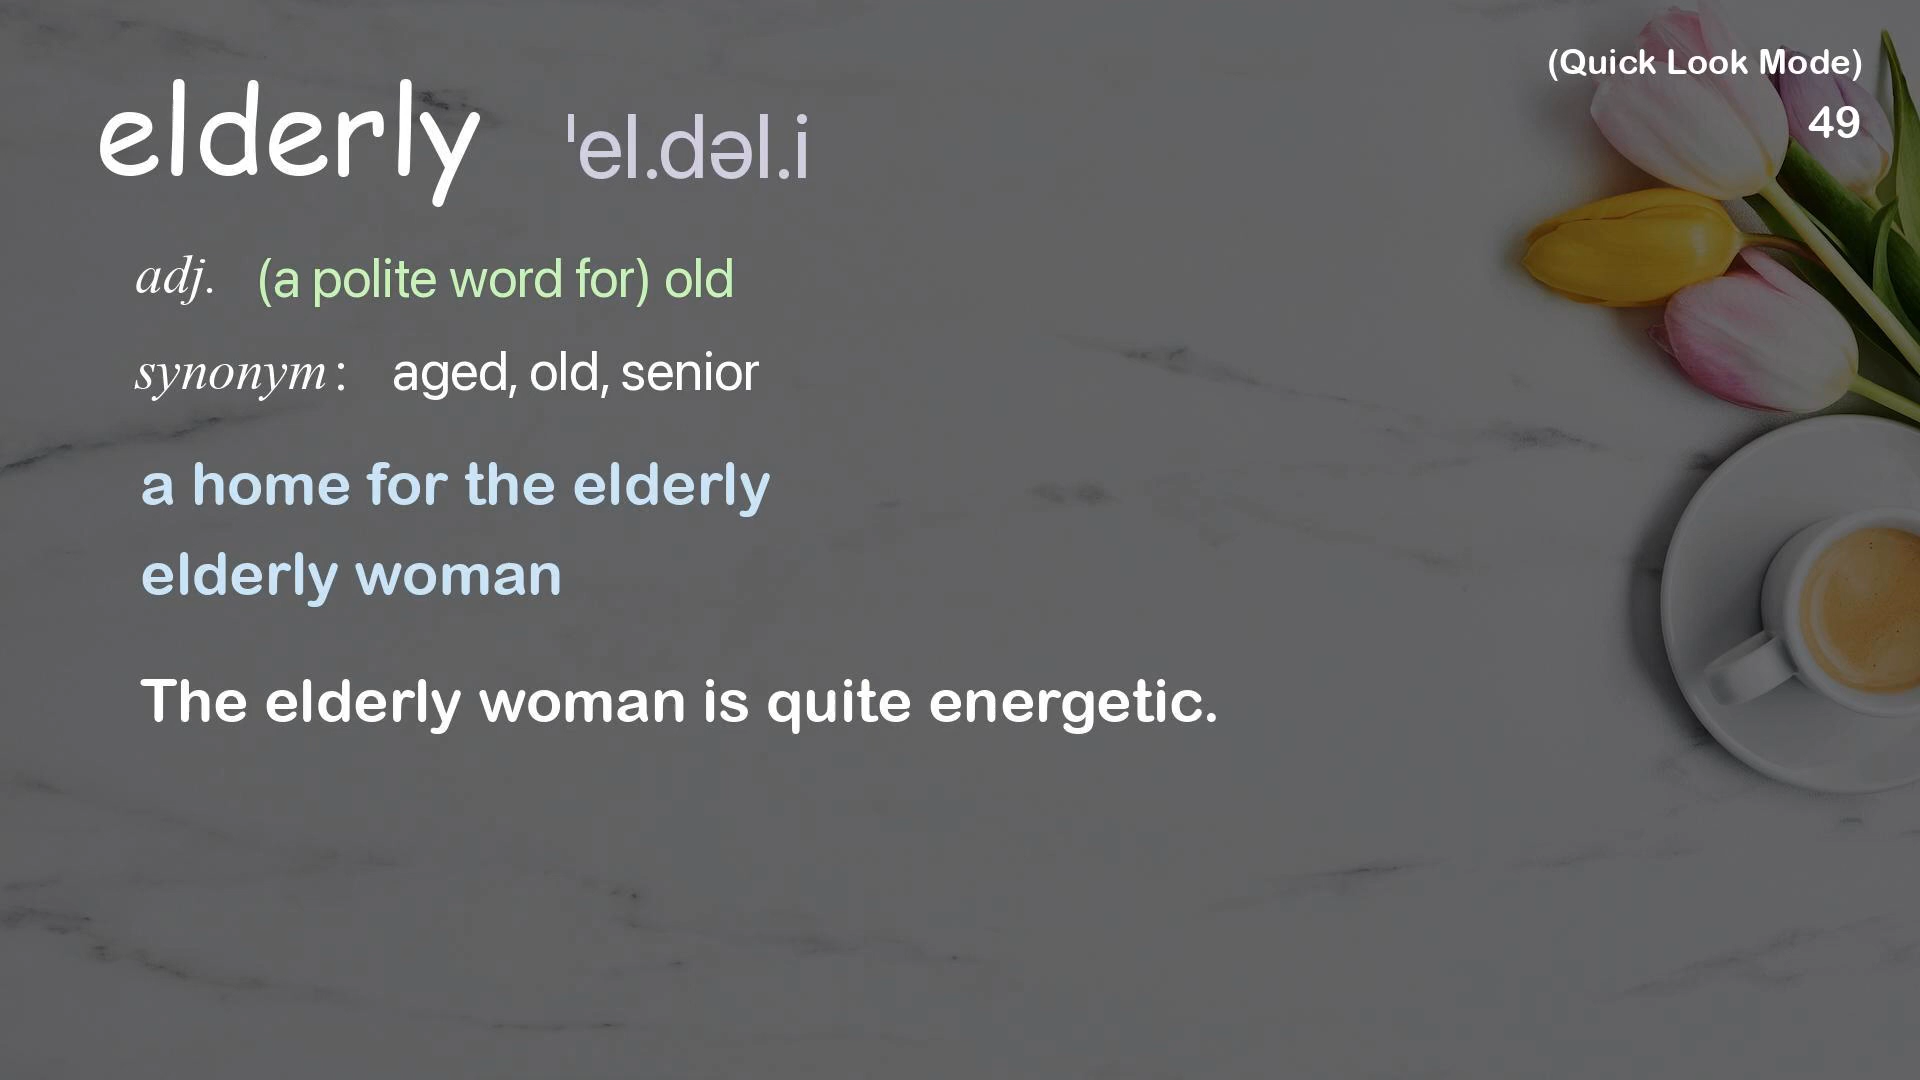 (Quick Look Mode)
49
elderly ˈel.dəl.i
adj. (a polite word for) old
synonym: aged, old, senior
a home for the elderly
elderly woman
The elderly woman is quite energetic.